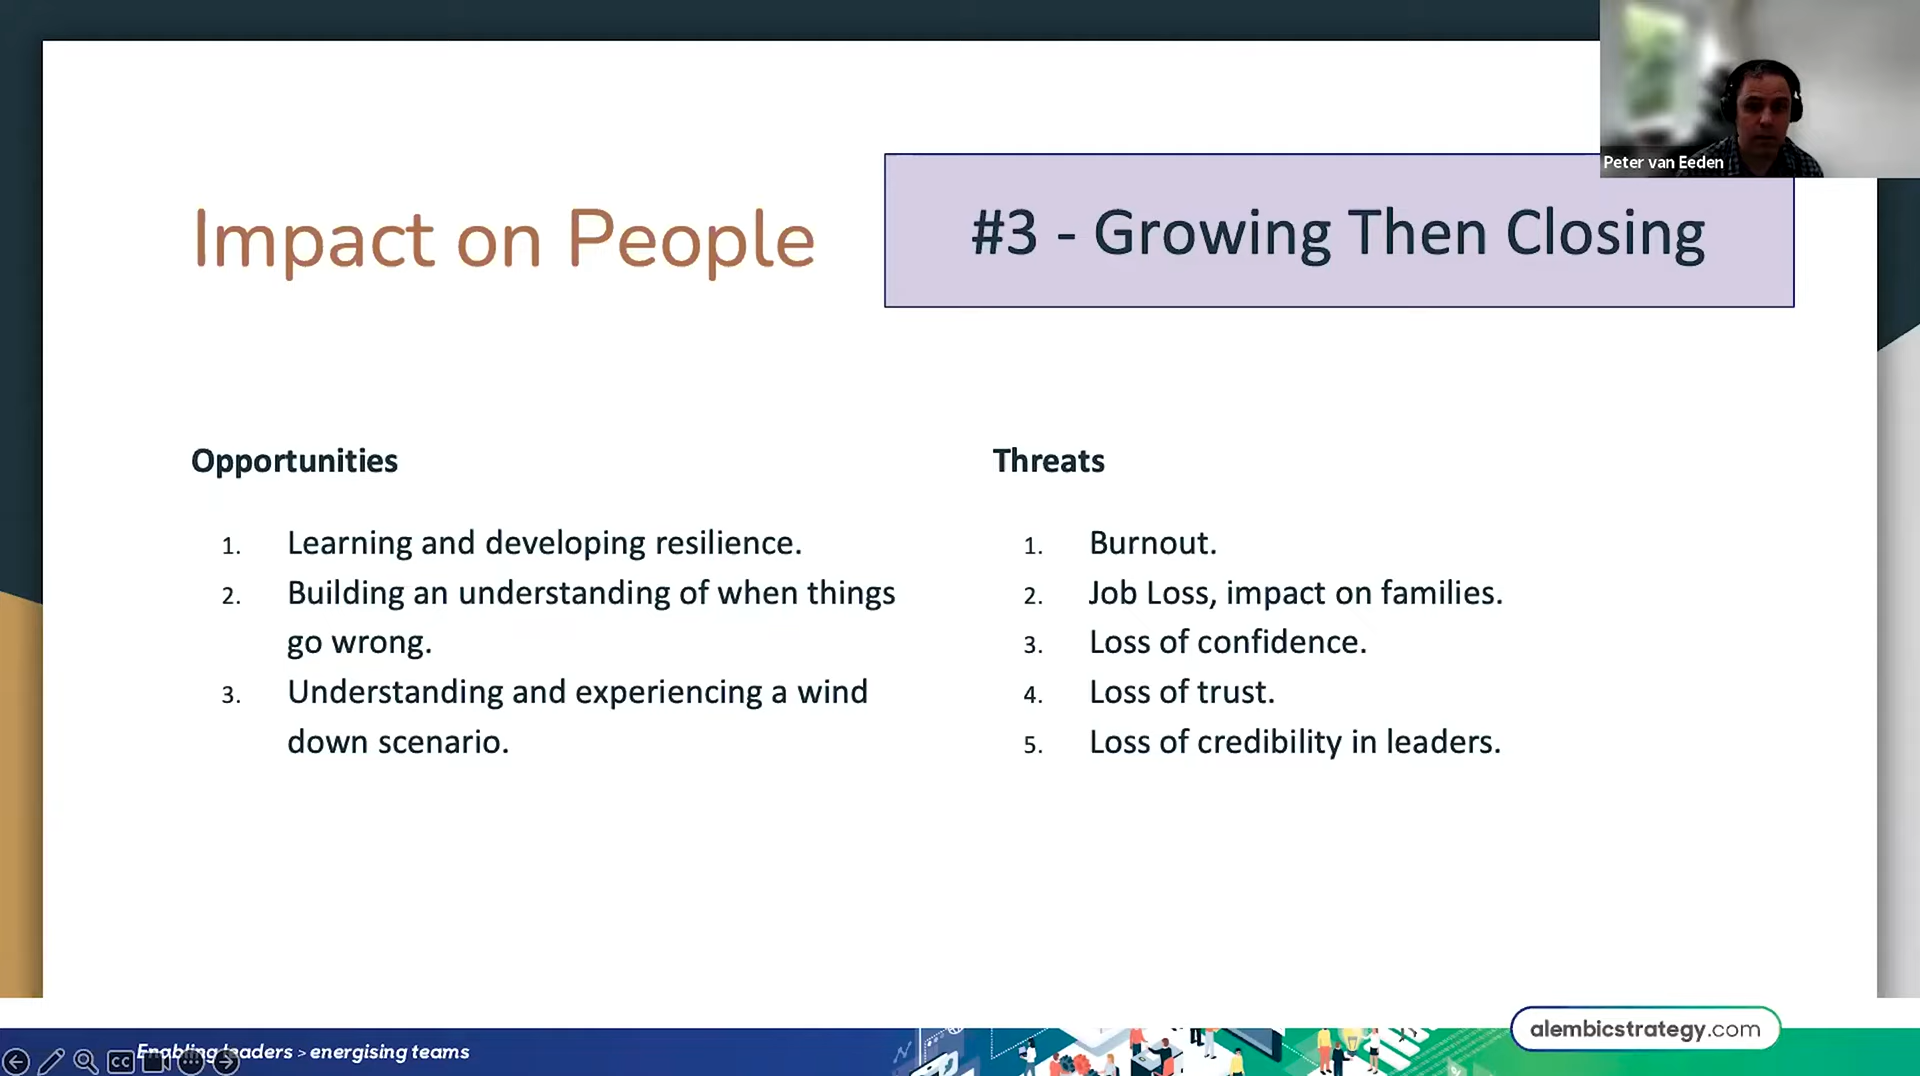 Peter van Eeden
Impact on People
#3 - Growing Then Closing
Opportunities
1. Learning and developing resilience.
2. Building an understanding of when things
go wrong.
3. Understanding and experiencing a wind
down scenario.
Threats
1. Burnout.
2. Job Loss, impact on families.
3. Loss of confidence.
4. Loss of trust.
5. Loss of credibility in leaders.
alembicstrategy.com
Enabling leaders > energising teams
CC